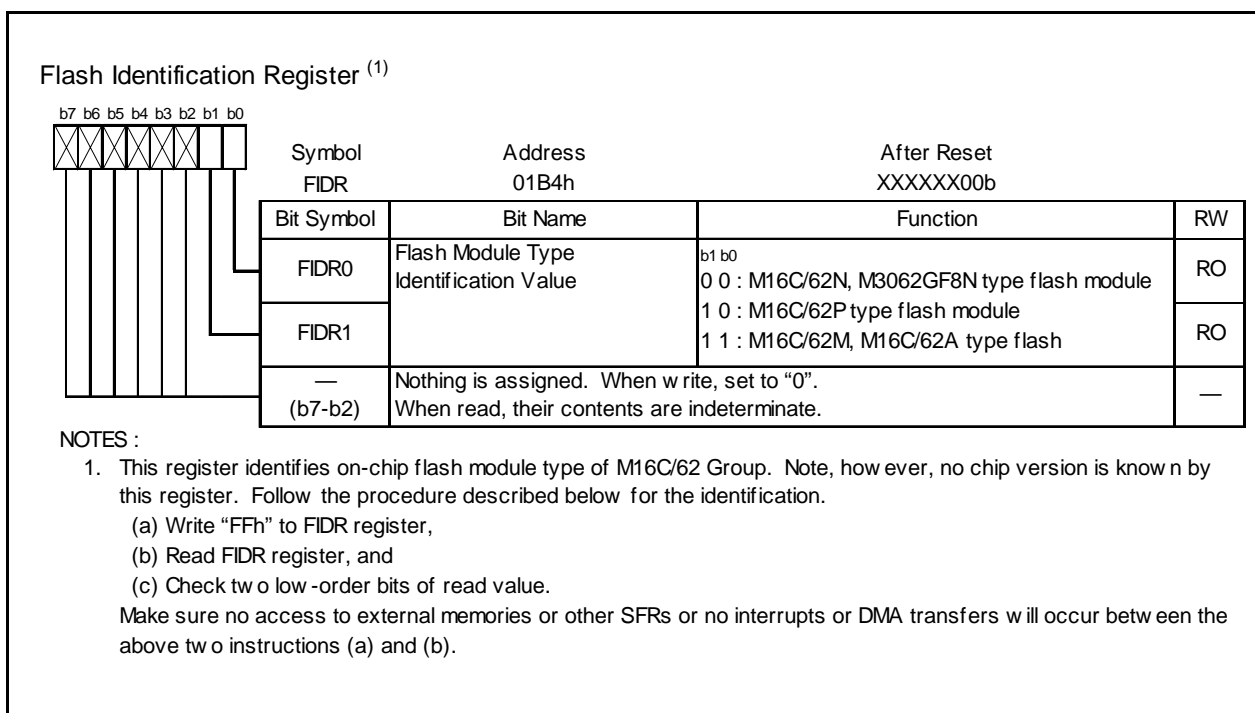 Flash Identification Register (1)
b7 b6 b5 b4 b3 b2 b1 b0
Symbol Address After Reset
FIDR 01B4h XXXXXX00b
Bit Symbol Bit Name Function RW
FIDR0 Flash Module Type b1 b0 RO
Identification Value 0 0 : M16C/62N, M3062GF8N type flash module
1 0 : M16C/62P type flash module
FIDR1 1 1 : M16C/62M, M16C/62A type flash RO
— Nothing is assigned. When write, set to “0”. —
(b7-b2) When read, their contents are indeterminate.
NOTES :
1. This register identifies on-chip flash module type of M16C/62 Group. Note, however, no chip version is known by
this register. Follow the procedure described below for the identification.
(a) Write “FFh” to FIDR register,
(b) Read FIDR register, and
(c) Check two low-order bits of read value.
Make sure no access to external memories or other SFRs or no interrupts or DMA transfers will occur between the
above two instructions (a) and (b).